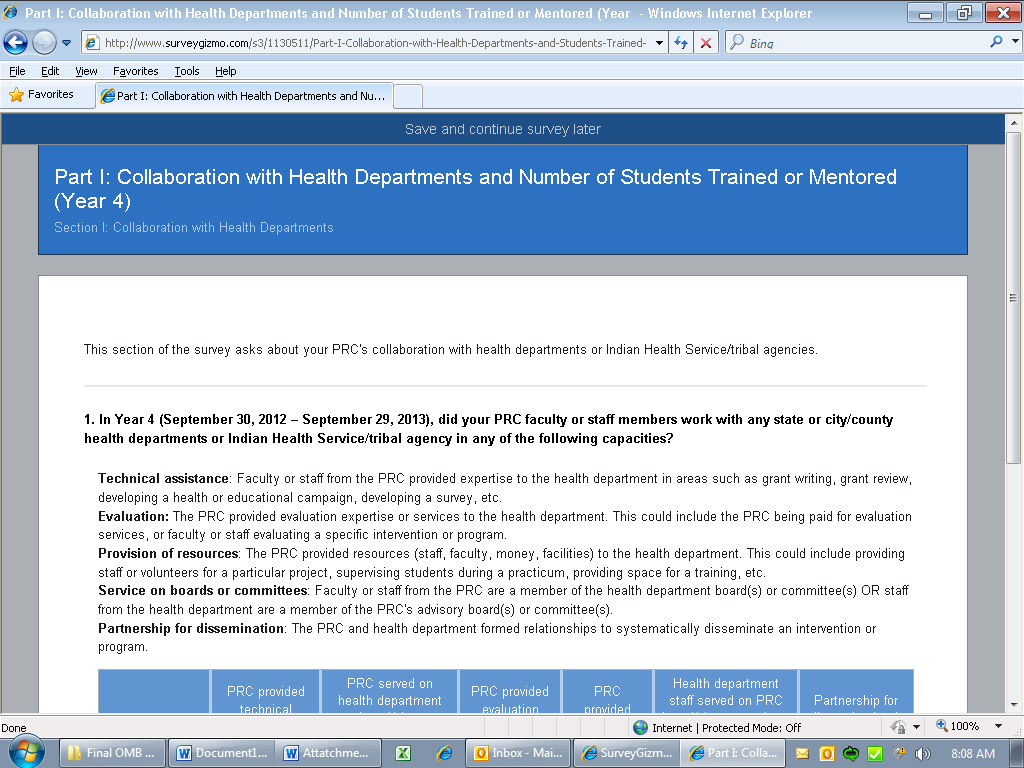 Part I: Collaboration with Health Departments and Number of Students Trained or Mentored (Year - Windows Internet Explorer
http://www.surveygizmo.com/s3/1130511/Part-I-Collaboration-with-Health-Departments-and-Students-Trained-
Bing
File Edit View Favorites Tools Help
Favorites
Part I: Collaboration with Health Departments and Nu...
Save and continue survey later
Part I: Collaboration with Health Departments and Number of Students Trained or Mentored
(Year 4)
Section I: Collaboration with Health Departments
This section of the survey asks about your PRC's collaboration with health departments or Indian Health Service/tribal agencies.
1. In Year 4 (September 30, 2012 – September 29, 2013), did your PRC faculty or staff members work with any state or city/county
health departments or Indian Health Service/tribal agency in any of the following capacities?
Technical assistance: Faculty or staff from the PRC provided expertise to the health department in areas such as grant writing, grant review,
developing a health or educational campaign, developing a survey, etc.
Evaluation: The PRC provided evaluation expertise or services to the health department. This could include the PRC being paid for evaluation
services, or faculty or staff evaluating a specific intervention or program.
Provision of resources: The PRC provided resources (staff, faculty, money, facilities) to the health department. This could include providing
staff or volunteers for a particular project, supervising students during a practicum, providing space for a training, etc.
Service on boards or committees: Faculty or staff from the PRC are a member of the health department board(s) or committee(s) OR staff
from the health department are a member of the PRC's advisory board(s) or committee(s).
Partnership for dissemination: The PRC and health department formed relationships to systematically disseminate an intervention or
program.
PRC provided
technical
PRC served on
health department
PRC provided
evaluation
PRC
provided
Health department
staff served on PRC
Partnership for
Done
Internet | Protected Mode: Off
100%
Final OMB ...
Document1...
Attatchme...
Inbox - Mai...
SurveyGizm...
Part I: Colla...
8:08 AM